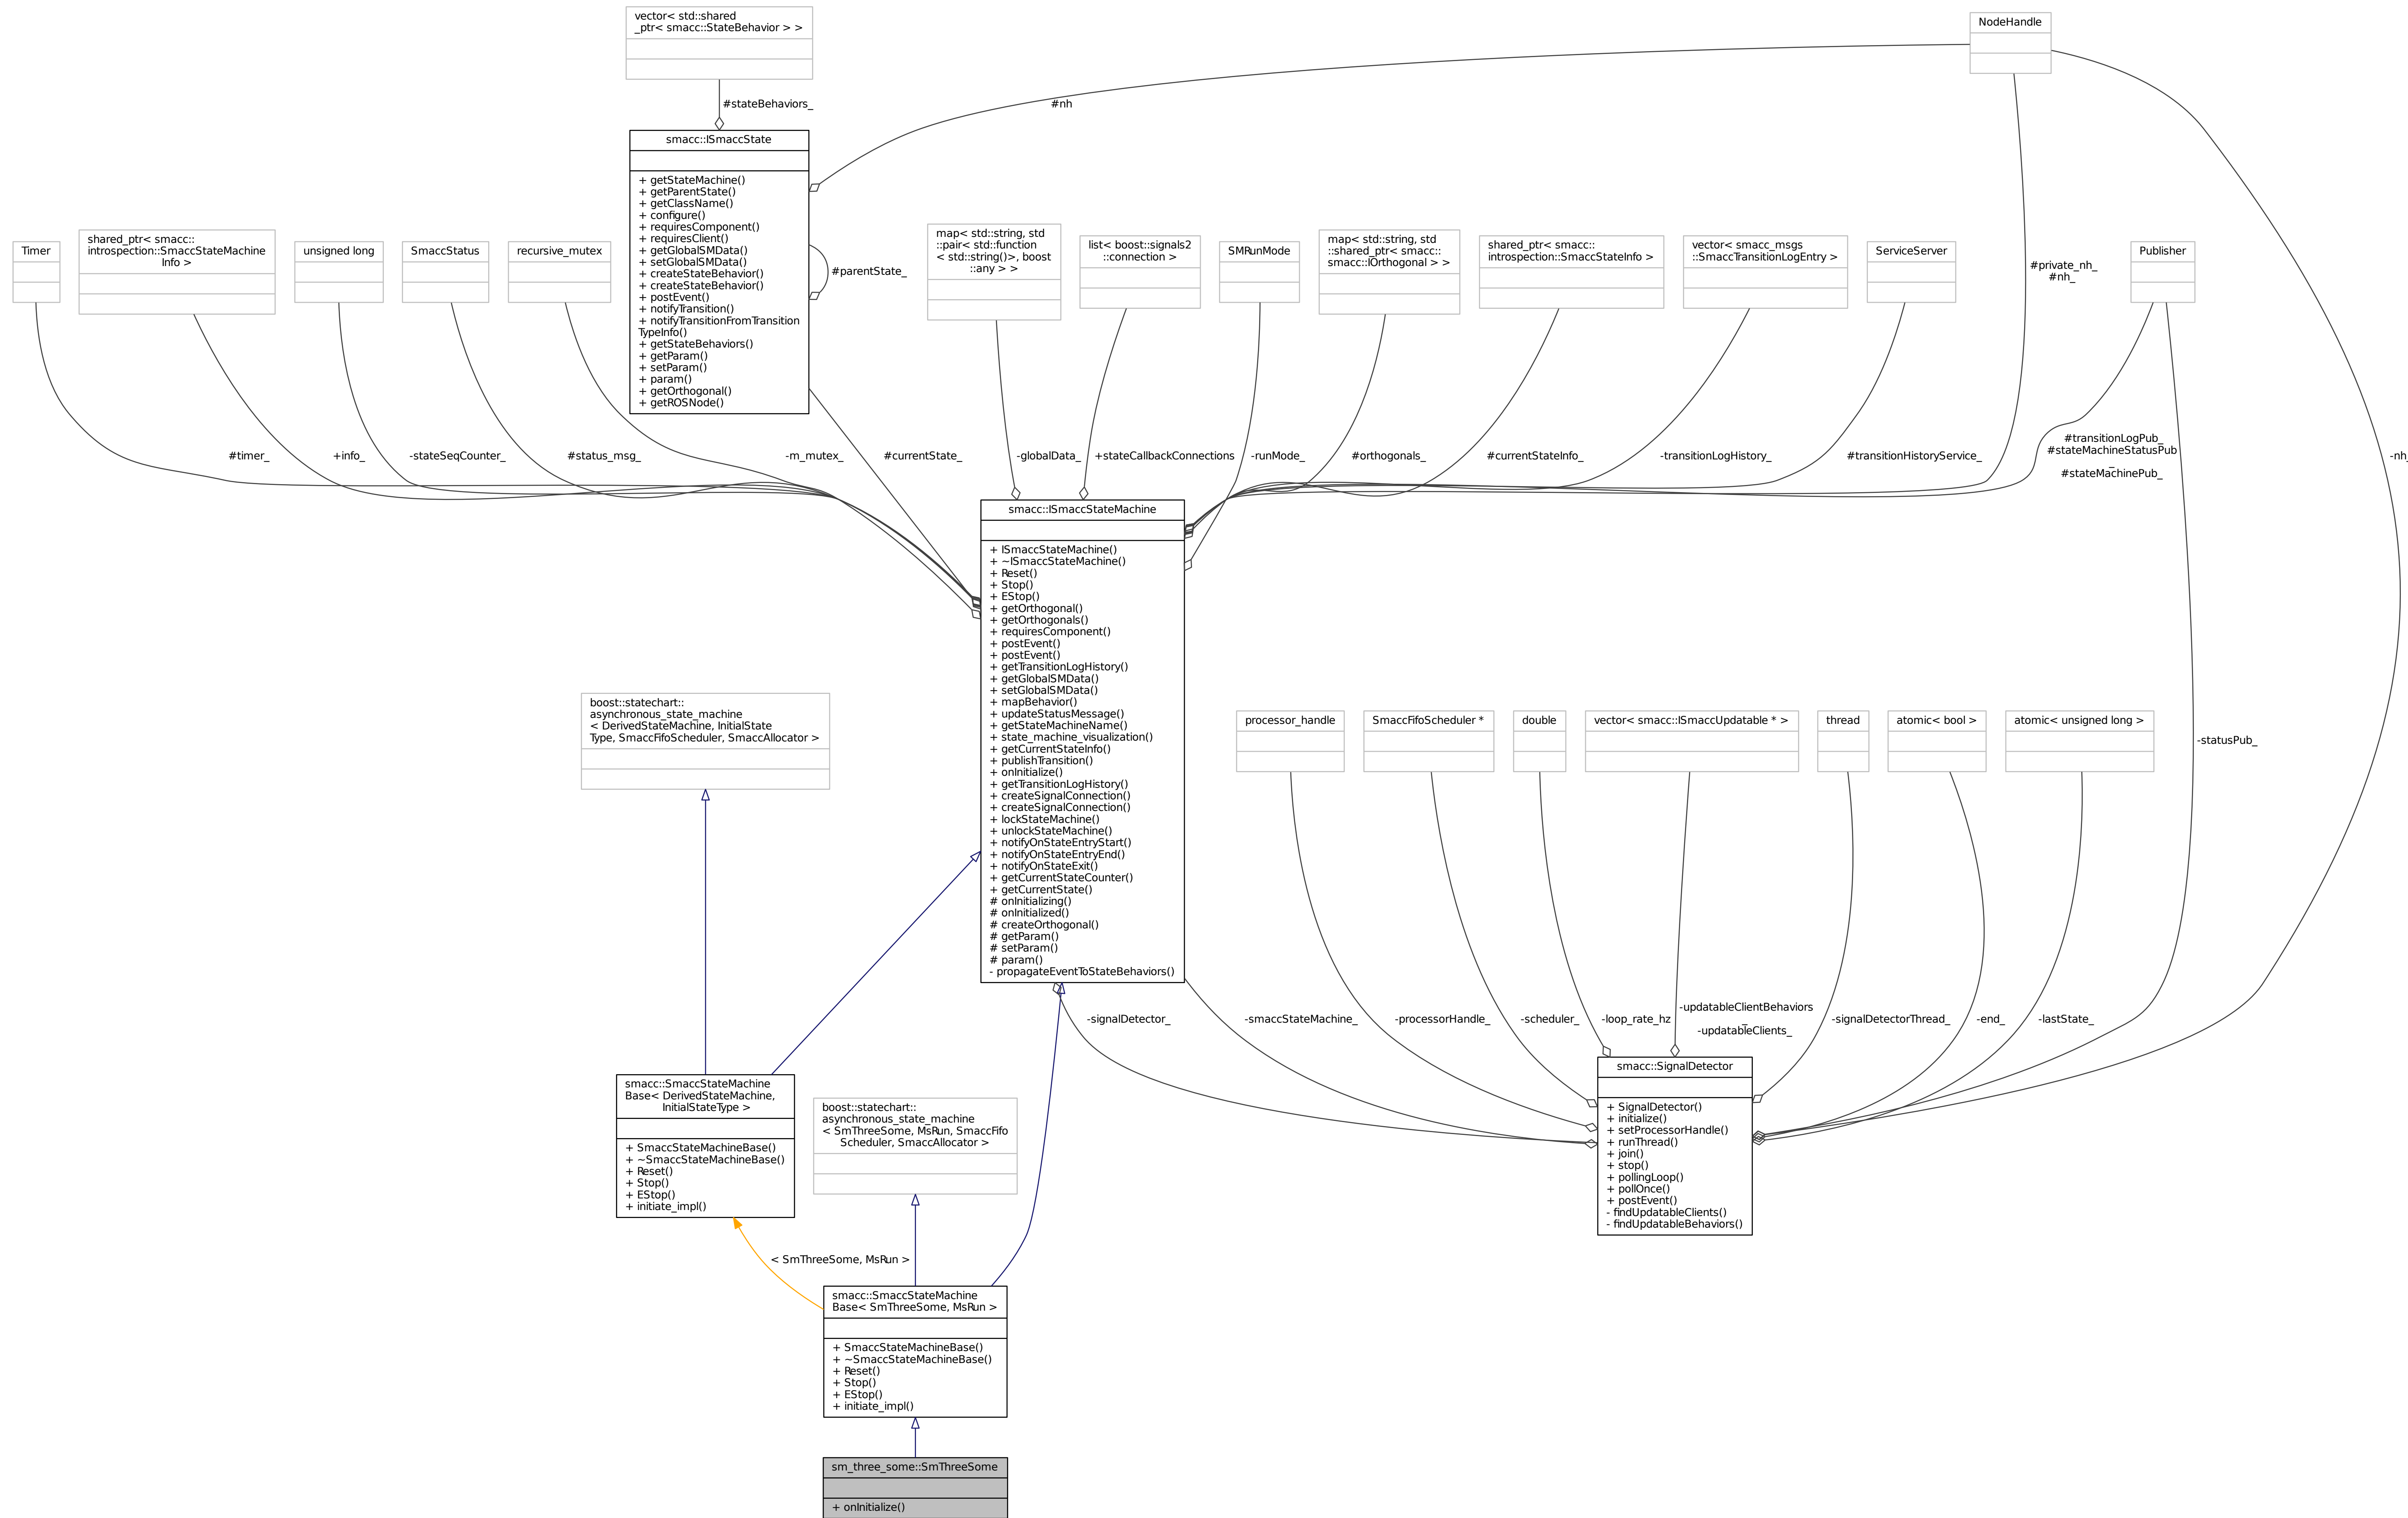 vector< std::shared
_ptr< smacc::StateBehavior > >
NodeHandle
#stateBehaviors_
#nh
smacc::ISmaccState
+ getStateMachine()
+ getParentState()
+ getClassName()
+ configure()
+ requiresComponent()
+ requiresClient()
+ getGlobalSMData()
+ setGlobalSMData()
+ createStateBehavior()
+ createStateBehavior()
+ postEvent()
+ notifyTransition()
+ notifyTransitionFromTransition
TypeInfo()
+ getStateBehaviors()
+ getParam()
+ setParam()
+ param()
+ getOrthogonal()
+ getROSNode()
#parentState_
Timer
shared_ptr< smacc::
introspection::SmaccStateMachine
Info >
unsigned long
SmaccStatus
recursive_mutex
map< std::string, std
::pair< std::function
< std::string()>, boost
::any > >
list< boost::signals2
::connection >
SMRunMode
map< std::string, std
::shared_ptr< smacc::
smacc::IOrthogonal > >
shared_ptr< smacc::
introspection::SmaccStateInfo >
vector< smacc_msgs
::SmaccTransitionLogEntry >
ServiceServer
#private_nh_
#nh_
Publisher
#timer_
+info_
-stateSeqCounter_
#status_msg_
-m_mutex_
#currentState_
-globalData_
+stateCallbackConnections
-runMode_
#orthogonals_
#currentStateInfo_
-transitionLogHistory_
#transitionHistoryService_
#transitionLogPub_
#stateMachineStatusPub
_
#stateMachinePub_
-nh_
smacc::ISmaccStateMachine
+ ISmaccStateMachine()
+ ~ISmaccStateMachine()
+ Reset()
+ Stop()
+ EStop()
+ getOrthogonal()
+ getOrthogonals()
+ requiresComponent()
+ postEvent()
+ postEvent()
+ getTransitionLogHistory()
+ getGlobalSMData()
+ setGlobalSMData()
+ mapBehavior()
+ updateStatusMessage()
+ getStateMachineName()
+ state_machine_visualization()
+ getCurrentStateInfo()
+ publishTransition()
+ onInitialize()
+ getTransitionLogHistory()
+ createSignalConnection()
+ createSignalConnection()
+ lockStateMachine()
+ unlockStateMachine()
+ notifyOnStateEntryStart()
+ notifyOnStateEntryEnd()
+ notifyOnStateExit()
+ getCurrentStateCounter()
+ getCurrentState()
# onInitializing()
# onInitialized()
# createOrthogonal()
# getParam()
# setParam()
# param()
- propagateEventToStateBehaviors()
boost::statechart::
asynchronous_state_machine
< DerivedStateMachine, InitialState
Type, SmaccFifoScheduler, SmaccAllocator >
processor_handle
SmaccFifoScheduler *
double
vector< smacc::ISmaccUpdatable * >
thread
atomic< bool >
atomic< unsigned long >
-statusPub_
-signalDetector_
-smaccStateMachine_
-processorHandle_
-scheduler_
-loop_rate_hz
-updatableClientBehaviors
_
-updatableClients_
-signalDetectorThread_
-end_
-lastState_
smacc::SignalDetector
+ SignalDetector()
+ initialize()
+ setProcessorHandle()
+ runThread()
+ join()
+ stop()
+ pollingLoop()
+ pollOnce()
+ postEvent()
- findUpdatableClients()
- findUpdatableBehaviors()
smacc::SmaccStateMachine
Base< DerivedStateMachine,
InitialStateType >
+ SmaccStateMachineBase()
+ ~SmaccStateMachineBase()
+ Reset()
+ Stop()
+ EStop()
+ initiate_impl()
boost::statechart::
asynchronous_state_machine
< SmThreeSome, MsRun, SmaccFifo
Scheduler, SmaccAllocator >
< SmThreeSome, MsRun >
smacc::SmaccStateMachine
Base< SmThreeSome, MsRun >
+ SmaccStateMachineBase()
+ ~SmaccStateMachineBase()
+ Reset()
+ Stop()
+ EStop()
+ initiate_impl()
sm_three_some::SmThreeSome
+ onInitialize()